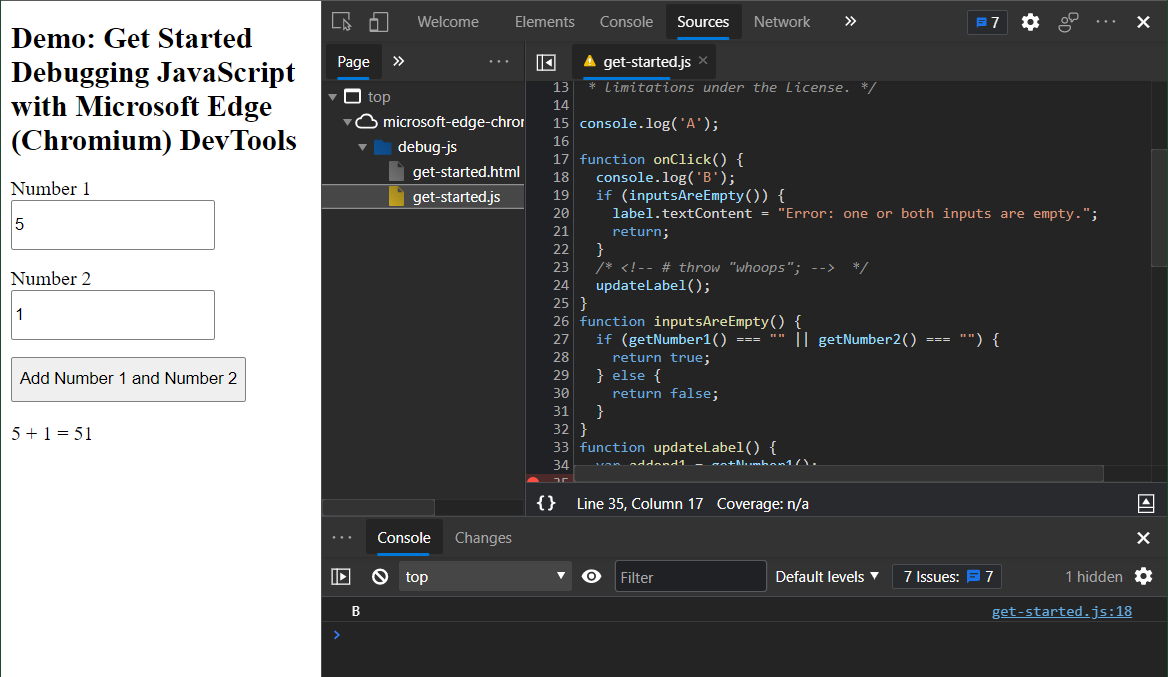 Demo: Get Started
Debugging JavaScript
with Microsoft Edge
(Chromium) DevTools
Number 1
5
Number 2
1
Add Number 1 and Number 2
5 + 1 = 51
Welcome Elements Console Sources Network 7
Page
top
microsoft-edge-chror
debug-js
get-started.html
get-started.js
get-started.js
13 * limitations under the License. */
14
15 console.log('A');
16
17 function onClick() {
18 console.log('B');
19 if (inputsAreEmpty()) {
20 label.textContent = "Error: one or both inputs are empty.";
21 return;
22 }
23 /* <!-- # throw "whoops"; --> */
24 updateLabel();
25 }
26 function inputsAreEmpty() {
27 if (getNumber1() === "" || getNumber2() === "") {
28 return true;
29 } else {
30 return false;
31 }
32 }
33 function updateLabel() {
34 var addend1 = getNumber1();
35
{} Line 35, Column 17 Coverage: n/a
Console Changes
top Filter Default levels 7 Issues: 7 1 hidden
B get-started.js:18